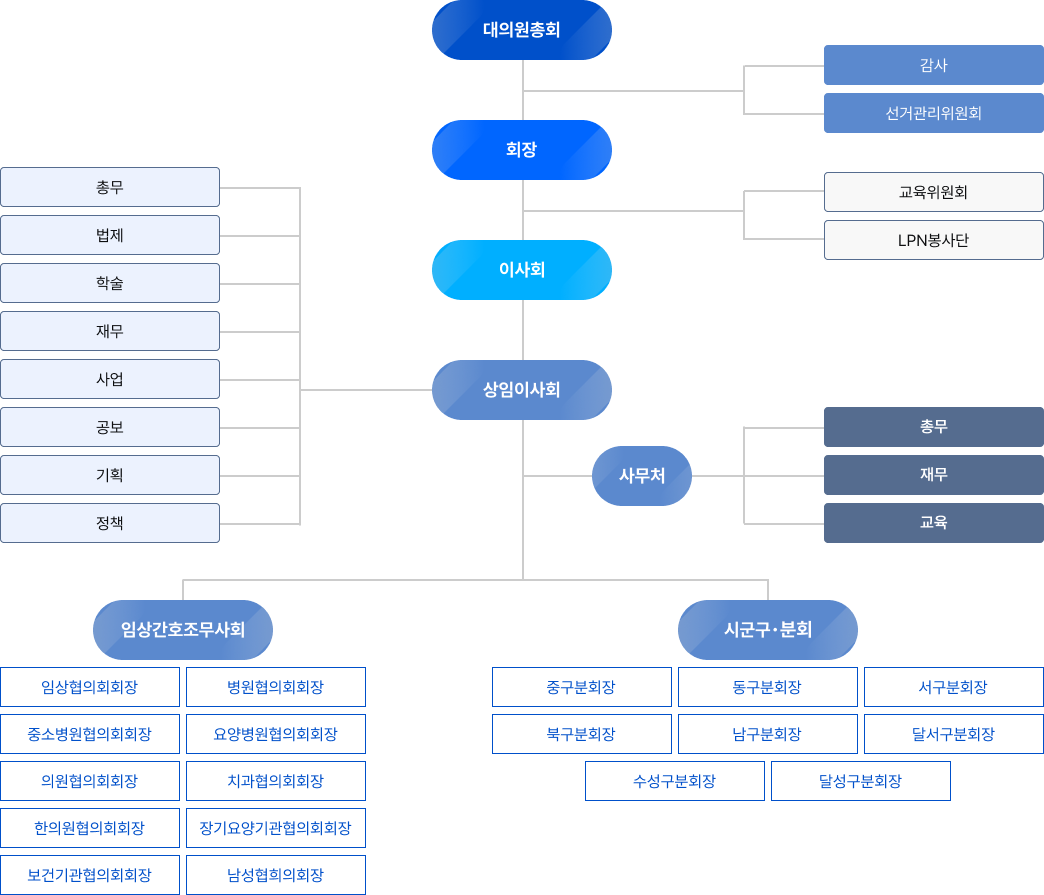 대의원총회
감사
선거관리위원회
회장
교육위원회
LPN봉사단
이사회
상임이사회
총무
법제
학술
재무
사업
공보
기획
정책
사무처
총무
재무
교육
임상간호조무사회
임상협의회회장
병원협의회회장
중소병원협의회회장
요양병원협의회회장
의원협의회회장
치과협의회회장
한의원협의회회장
장기요양기관협의회회장
보건기관협의회회장
남성협희의회장
시군구·분회
중구분회장
동구분회장
서구분회장
북구분회장
남구분회장
달서구분회장
수성구분회장
달성구분회장